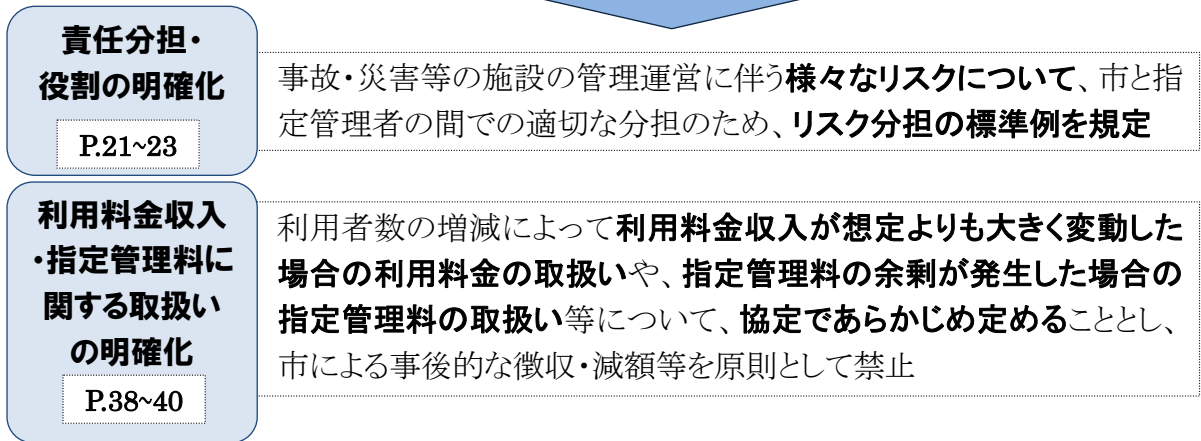 責任分担・
役割の明確化
P.21~23
事故・災害等の施設の管理運営に伴う様々なリスクについて、市と指
定管理者の間での適切な分担のため、リスク分担の標準例を規定
利用料金収入
・指定管理料に
関する取扱い
の明確化
P.38~40
利用者数の増減によって利用料金収入が想定よりも大きく変動した
場合の利用料金の取扱いや、指定管理料の余剰が発生した場合の
指定管理料の取扱い等について、協定であらかじめ定めることとし、
市による事後的な徴収・減額等を原則として禁止